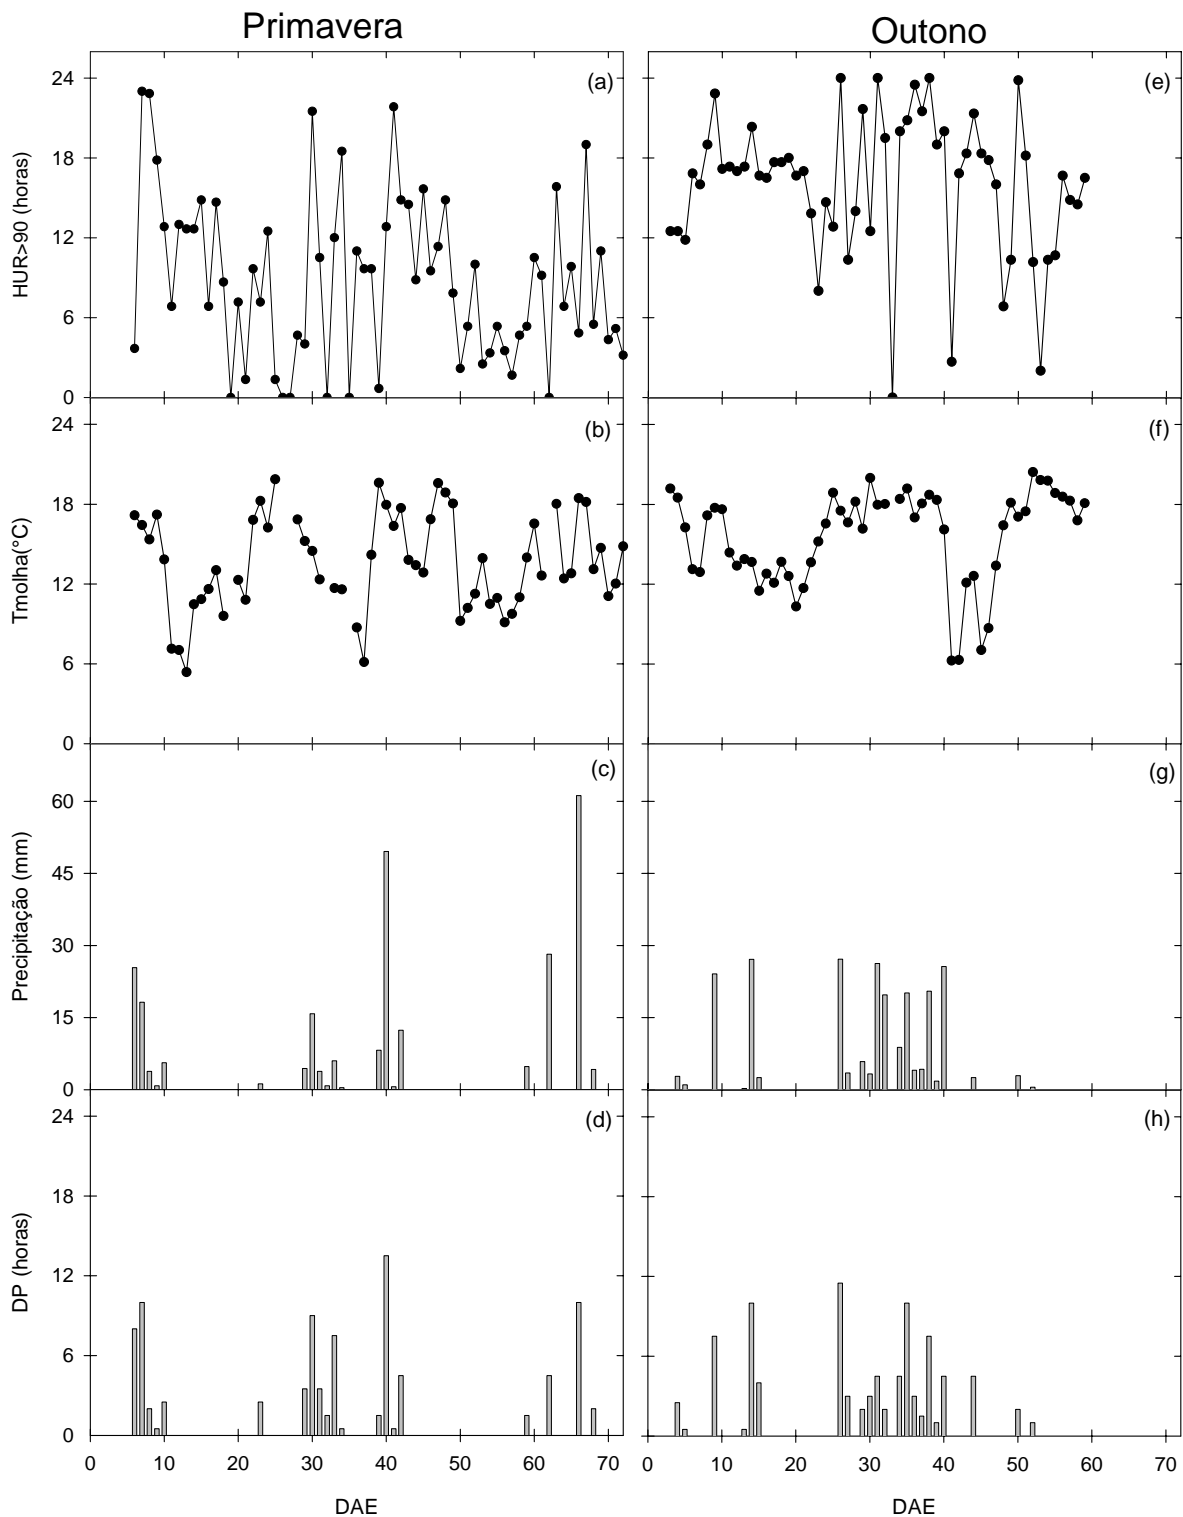 Primavera
Outono
(a)
(e)
HUR>90 (horas)
24
18
12
6
0
(b)
(f)
Tmolha(°C)
24
18
12
6
0
(c)
(g)
Precipitação (mm)
60
45
30
15
0
(d)
(h)
DP (horas)
24
18
12
6
0
0 10 20 30 40 50 60 70
0 10 20 30 40 50 60 70
DAE
DAE